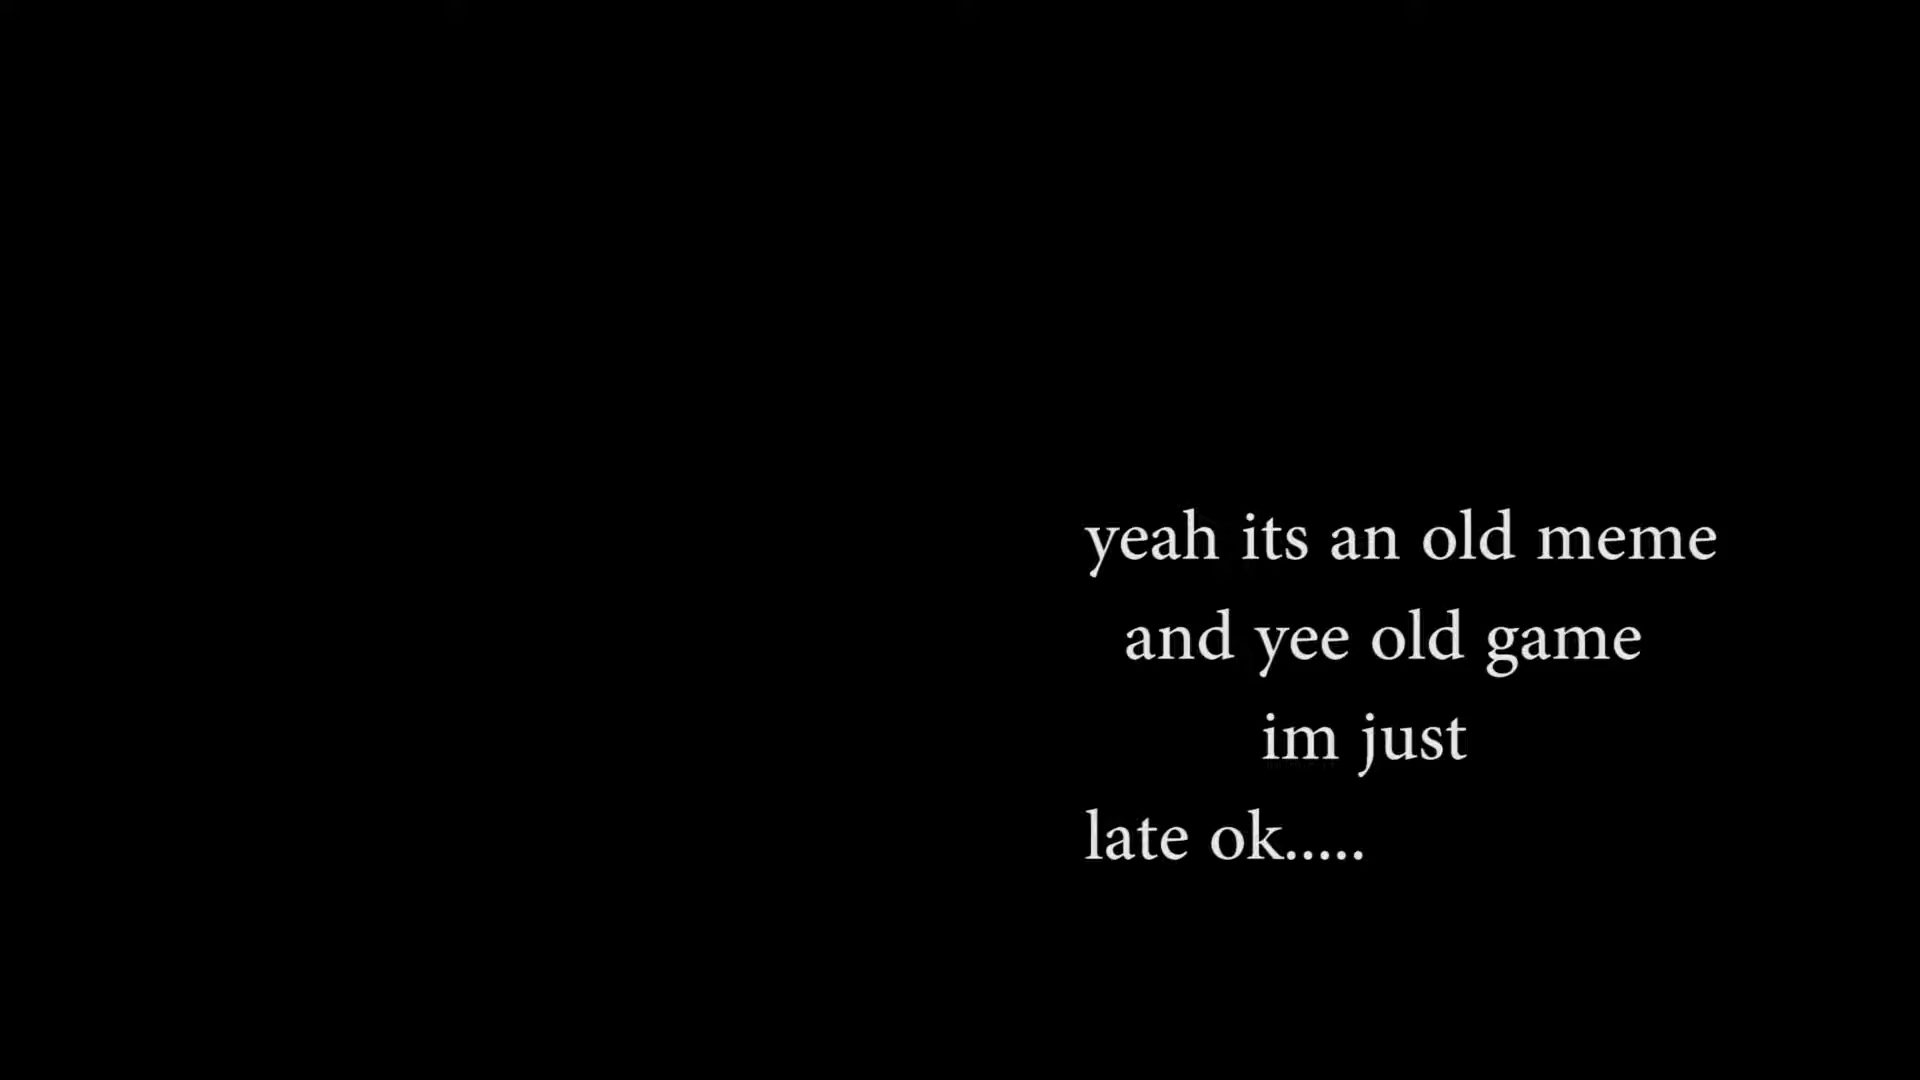 yeah its an old meme
and yee old game
im just
late ok.....